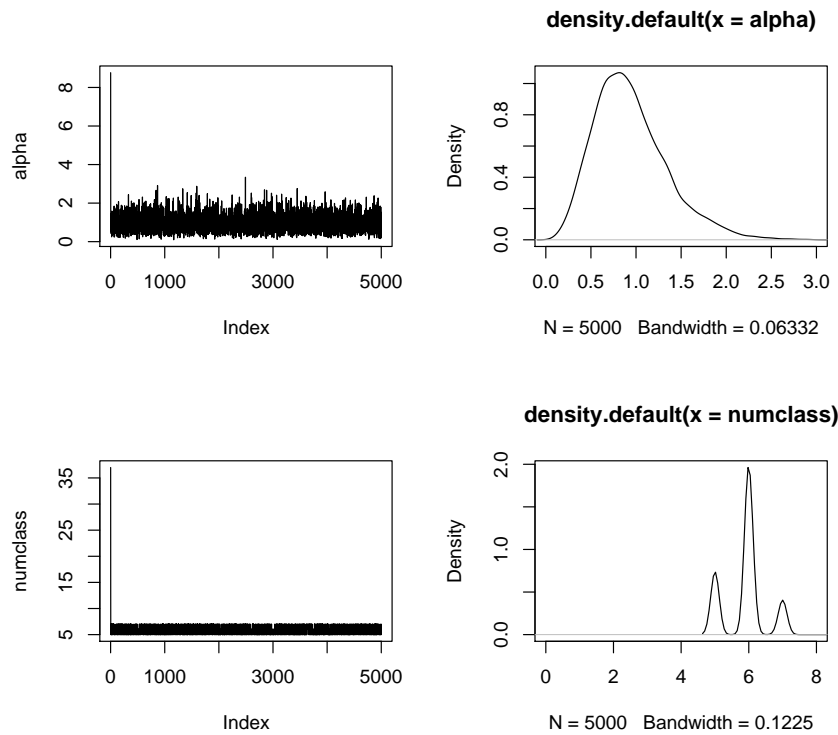 density.default(x = alpha)
alpha
0 2 4 6 8
0 1000 3000 5000
Index
Density
0.0 0.4 0.8
0.0 0.5 1.0 1.5 2.0 2.5 3.0
N = 5000 Bandwidth = 0.06332
density.default(x = numclass)
numclass
5 15 25 35
0 1000 3000 5000
Index
Density
0.0 1.0 2.0
0 2 4 6 8
N = 5000 Bandwidth = 0.1225